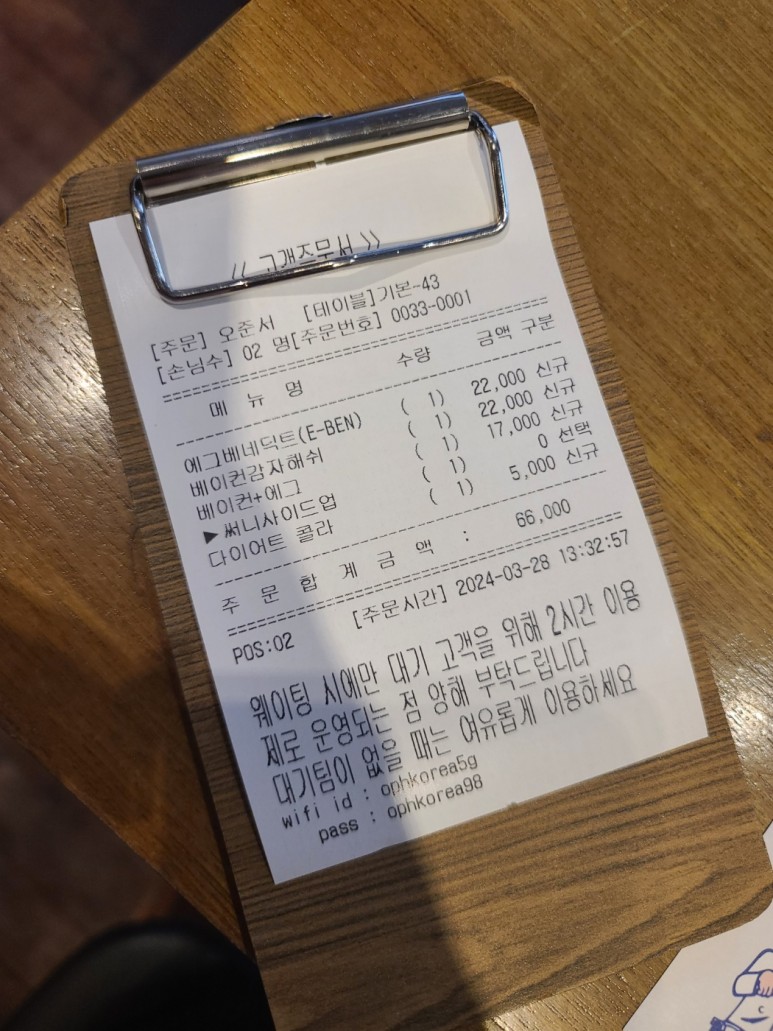 << 고객주문서 >>
[주문] 오준서 [테이블]기본-43
[손님수] 02 명[주문번호] 0033-0001
메 뉴 명 수량 금액 구분
에그베네딕트(E-BEN) ( 1) 22,000 신규
베이컨감자해쉬 ( 1) 22,000 신규
베이컨+에그 ( 1) 17,000 신규
▶써니사이드업 ( 1) 0 선택
다이어트 콜라 ( 1) 5,000 신규
주 문 합 계 금 액 : 66,000
[주문시간] 2024-03-28 13:32:57
POS:02
웨이팅 시에만 대기 고객을 위해 2시간 이용
제로 운영되는 점 양해 부탁드립니다
대기팀이 없을 때는 여유롭게 이용하세요
wifi id : ophkorea5g
pass : ophkorea98